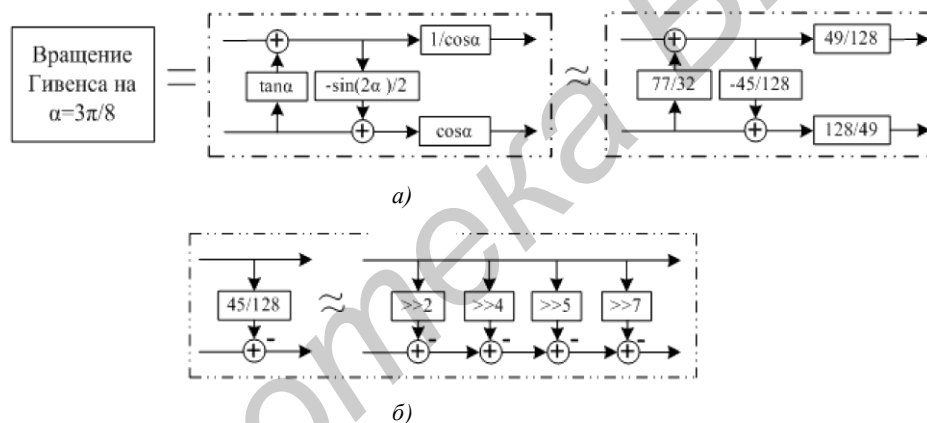 Вращение
Гивенса на
α=3π/8
=
+
1/cosα
tanα
-sin(2α )/2
+
cosα
≈
+
49/128
77/32
-45/128
+
128/49
а)
45/128
+ -
≈
>>2
>>4
>>5
>>7
+ -
+ -
+ -
+ -
б)